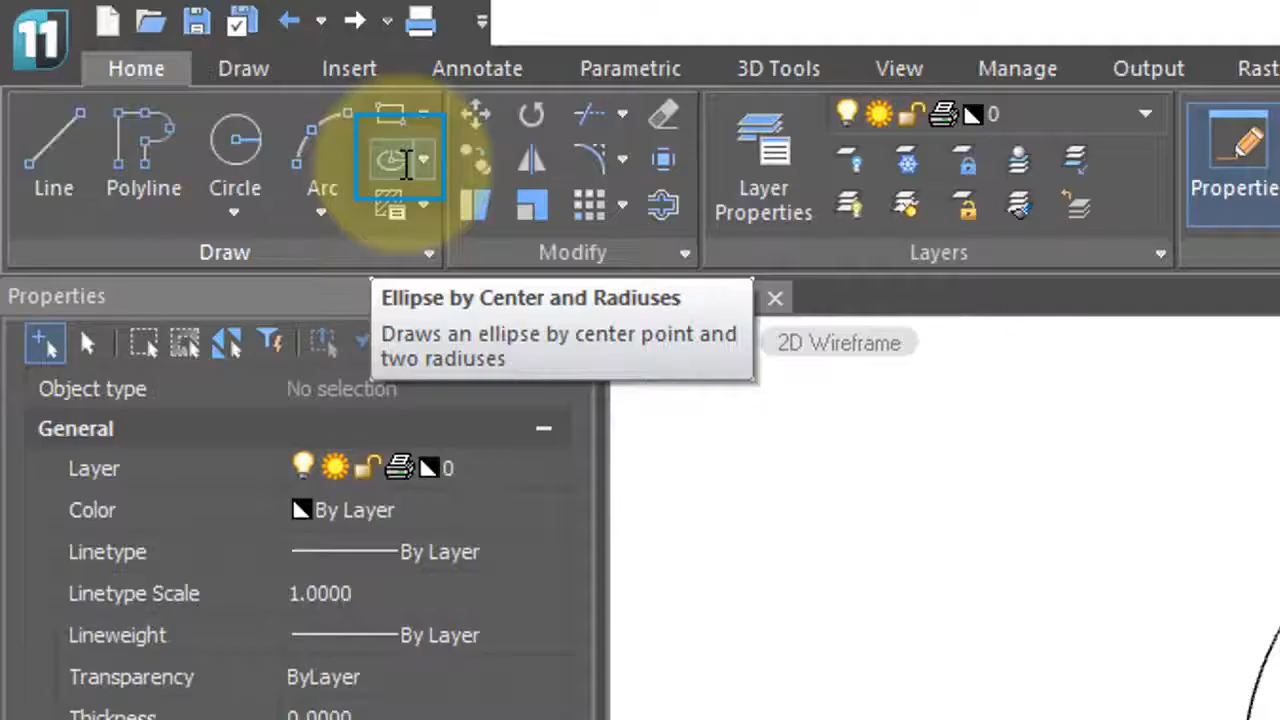 11
Home Draw Insert Annotate Parametric 3D Tools View Manage Output Rast
0
Line Polyline Circle Arc
Layer
Properties
Propertie
Draw Modify Layers
Properties
Ellipse by Center and Radiuses
Draws an ellipse by center point and
two radiuses
2D Wireframe
Object type No selection
General
Layer 0
Color By Layer
Linetype By Layer
Linetype Scale 1.0000
Lineweight By Layer
Transparency ByLayer
Thickness 0.0000